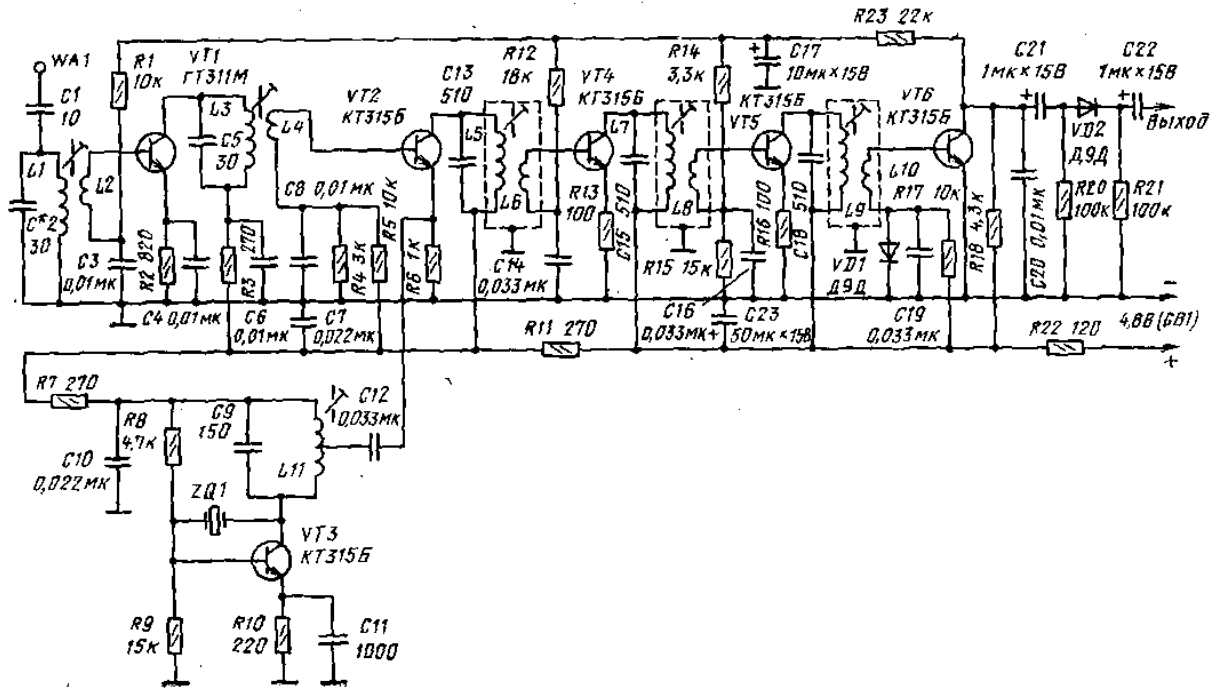 WA1
C1
10
L1
C*2
30
L2
C3
0,01мк
R1
10к
VT1
ГТ311М
L3
C5
30
L4
R2 820
C4 0,01мк
R3 270
C6
0,01мк
C8 0,01мк
C7
0,022мк
R4 3к
R5 10к
R6 1к
VT2
КТ315Б
C13
510
L5
L6
C14
0,033мк
R12
18к
VT4
КТ315Б
R13
100
L7
C15 510
L8
R14
3,3к
R15 15к
C16
0,033мк
C17
10мк×15В
КТ315Б
VT5
R16 100
C18 510
C23
50мк×15В
L9
L10
VT6
КТ315Б
VD1
Д9Д
R17 10к
C19
0,033мк
R23 22к
R18 4,3к
C20 0,01мк
C21
1мк×15В
VD2
Д9Д
C22
1мк×15В
Выход
R20
100к
R21
100к
−
4,8В (GB1)
+
R22 120
R11 270
R7 270
C10
0,022мк
R8
4,7к
C9
150
L11
C12
0,033мк
ZQ1
VT3
КТ315Б
R9
15к
R10
220
C11
1000